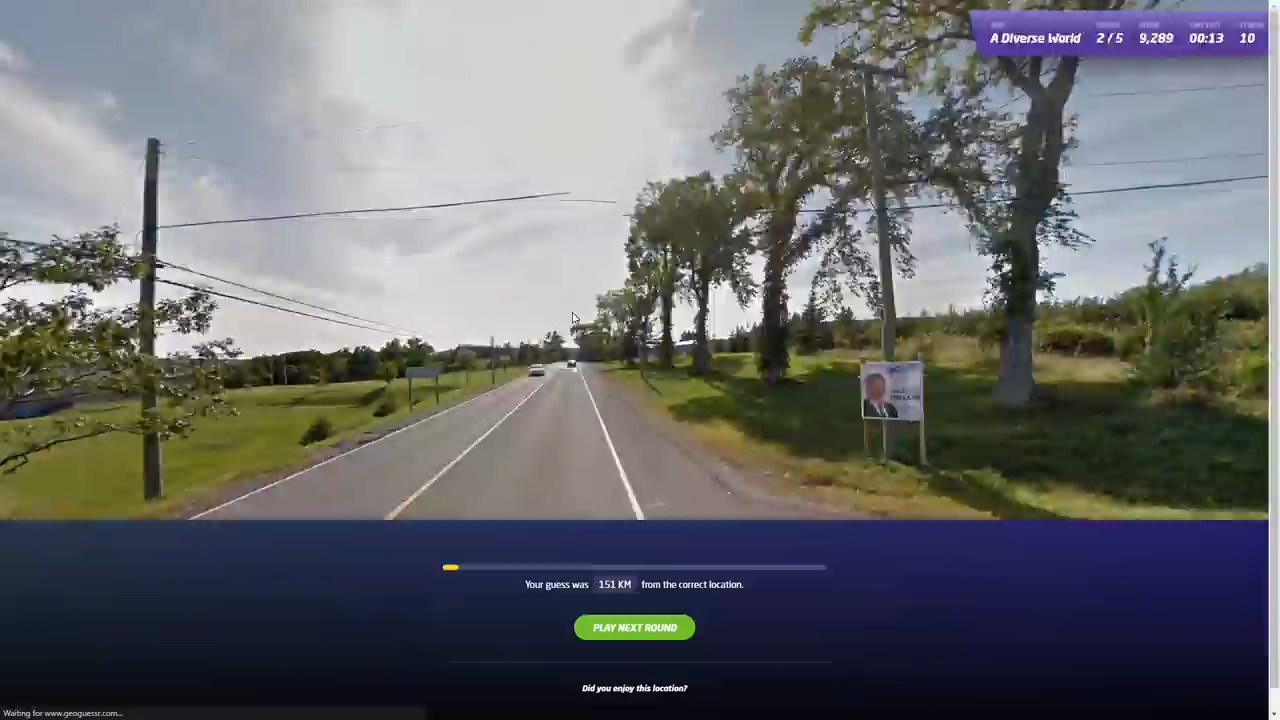 A Diverse World
2 / 5
9,289
00:13
10
Your guess was 151 KM from the correct location.
PLAY NEXT ROUND
Did you enjoy this location?
Waiting for www.geoguessr.com...